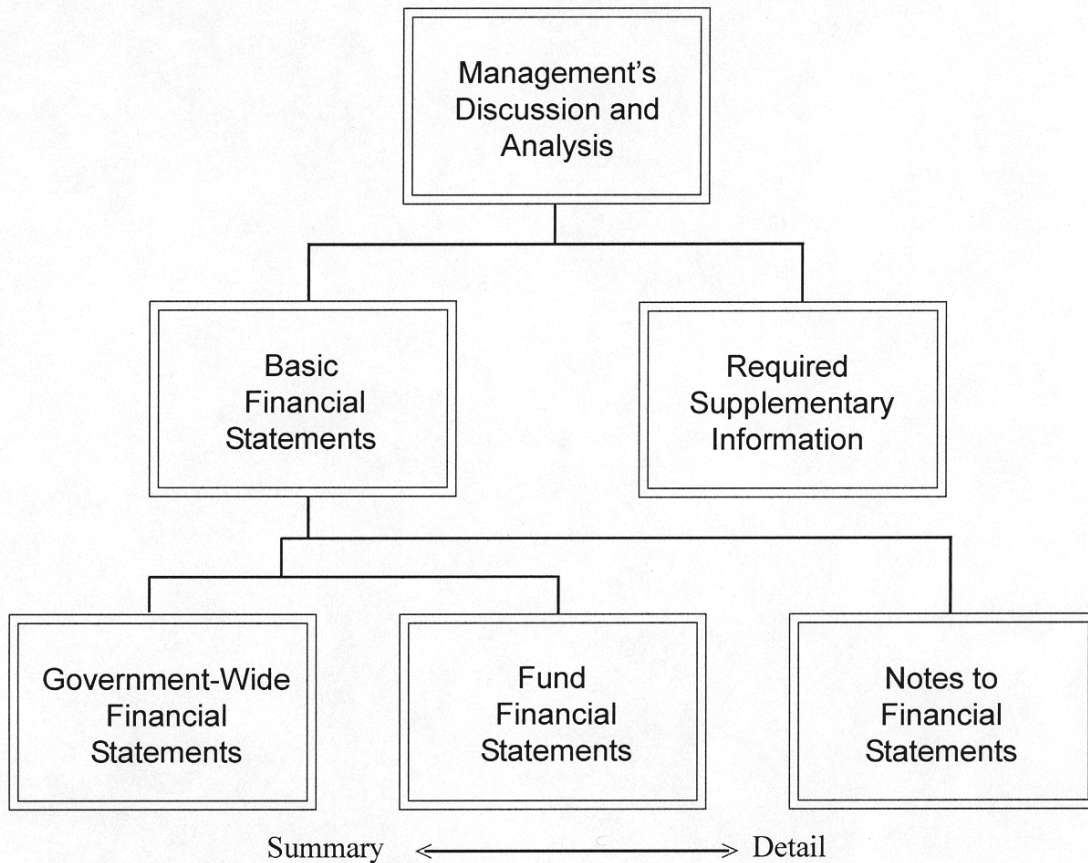 Management's
Discussion and
Analysis
Basic
Financial
Statements
Required
Supplementary
Information
Government-Wide
Financial
Statements
Fund
Financial
Statements
Notes to
Financial
Statements
Summary
Detail